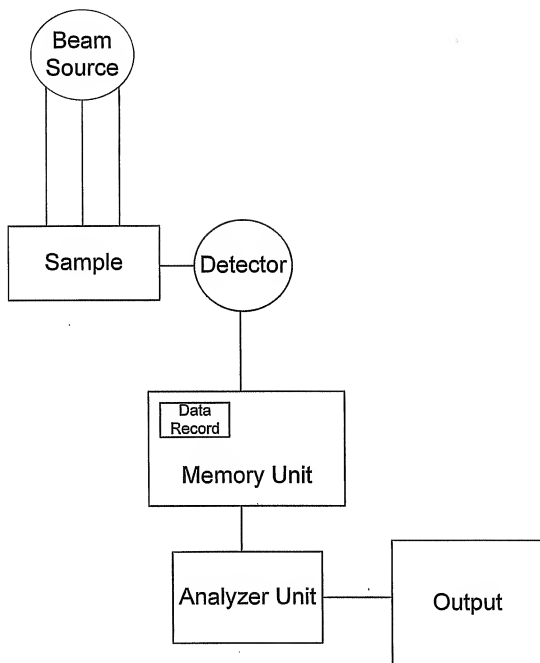 Beam
Source
Sample
Detector
Data
Record
Memory Unit
Analyzer Unit
Output